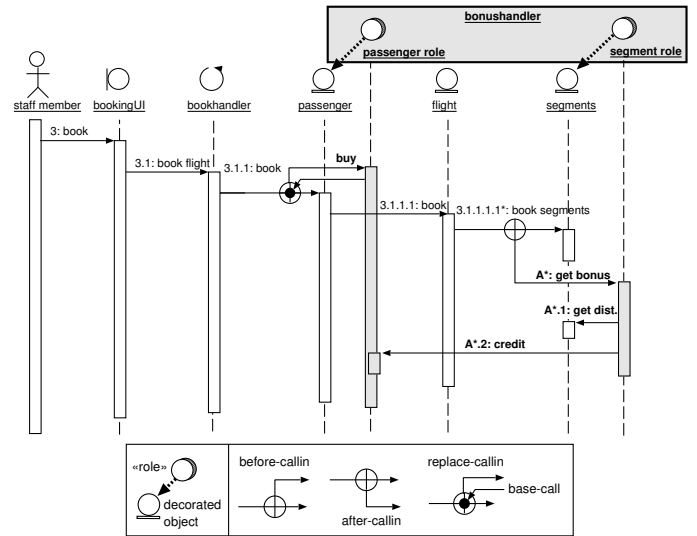 bonushandler
passenger role
segment role
staff member
bookingUI
bookhandler
passenger
flight
segments
3: book
3.1: book flight
3.1.1: book
buy
3.1.1.1: book
3.1.1.1.1*: book segments
A*: get bonus
A*.1: get dist.
A*.2: credit
«role»
decorated
object
before-callin
after-callin
replace-callin
base-call